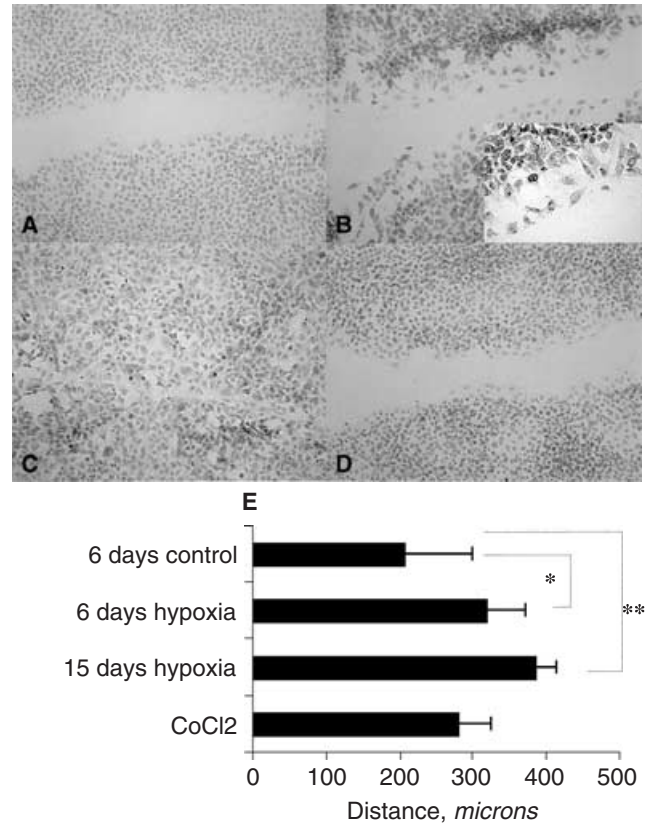 A
B
C
D
E
6 days control
6 days hypoxia
15 days hypoxia
CoCl2
*
**
0 100 200 300 400 500
Distance, microns